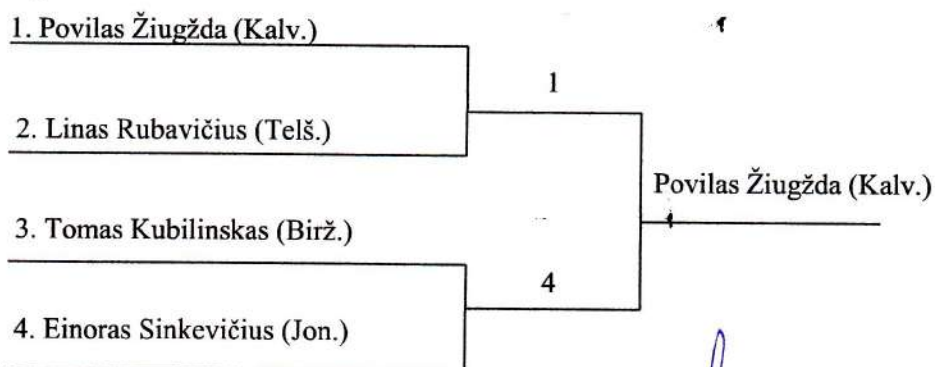 1. Povilas Žiugžda (Kalv.)
1
2. Linas Rubavičius (Telš.)
Povilas Žiugžda (Kalv.)
3. Tomas Kubilinskas (Birž.)
4
4. Einoras Sinkevičius (Jon.)